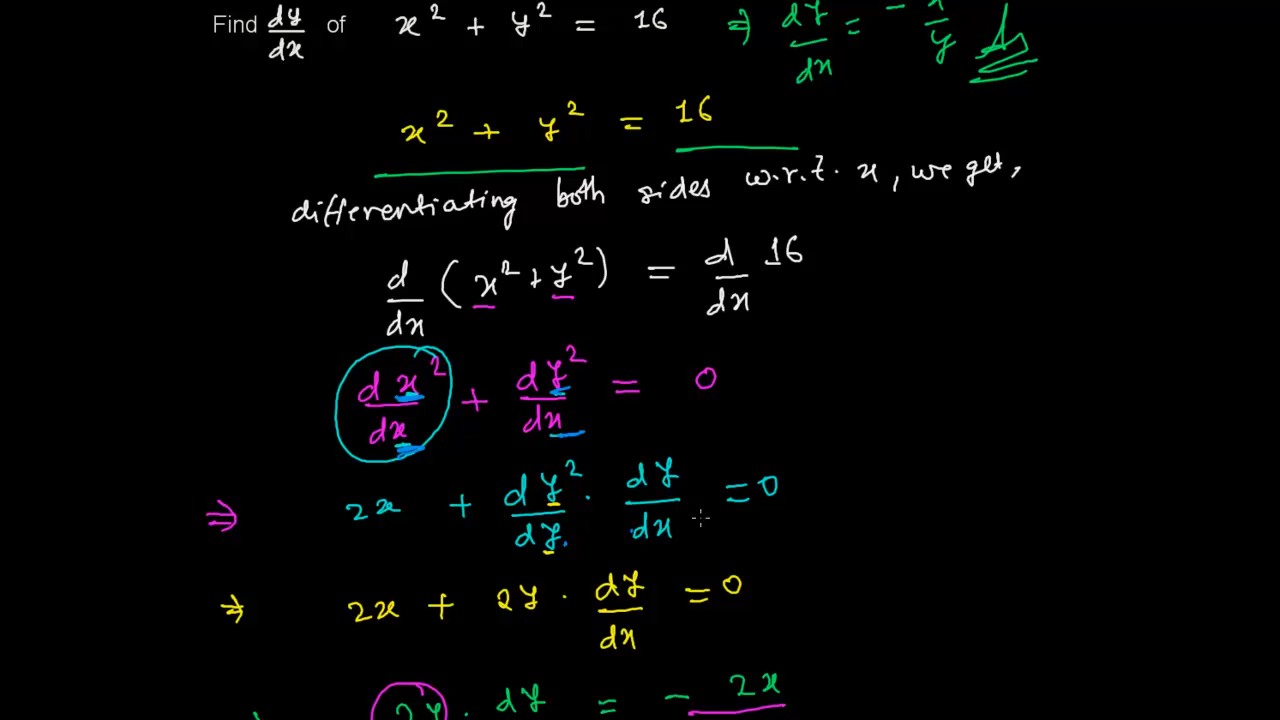 Find dy/dx of x² + y² = 16 ⇒ dy/dx = - x/y Ans
x² + y² = 16
differentiating both sides w.r.t. x, we get,
d/dx (x² + y²) = d/dx 16
dx²/dx + dy²/dx = 0
⇒ 2x + dy²/dy · dy/dx = 0
⇒ 2x + 2y · dy/dx = 0
⇒ 2y · dy = - 2x